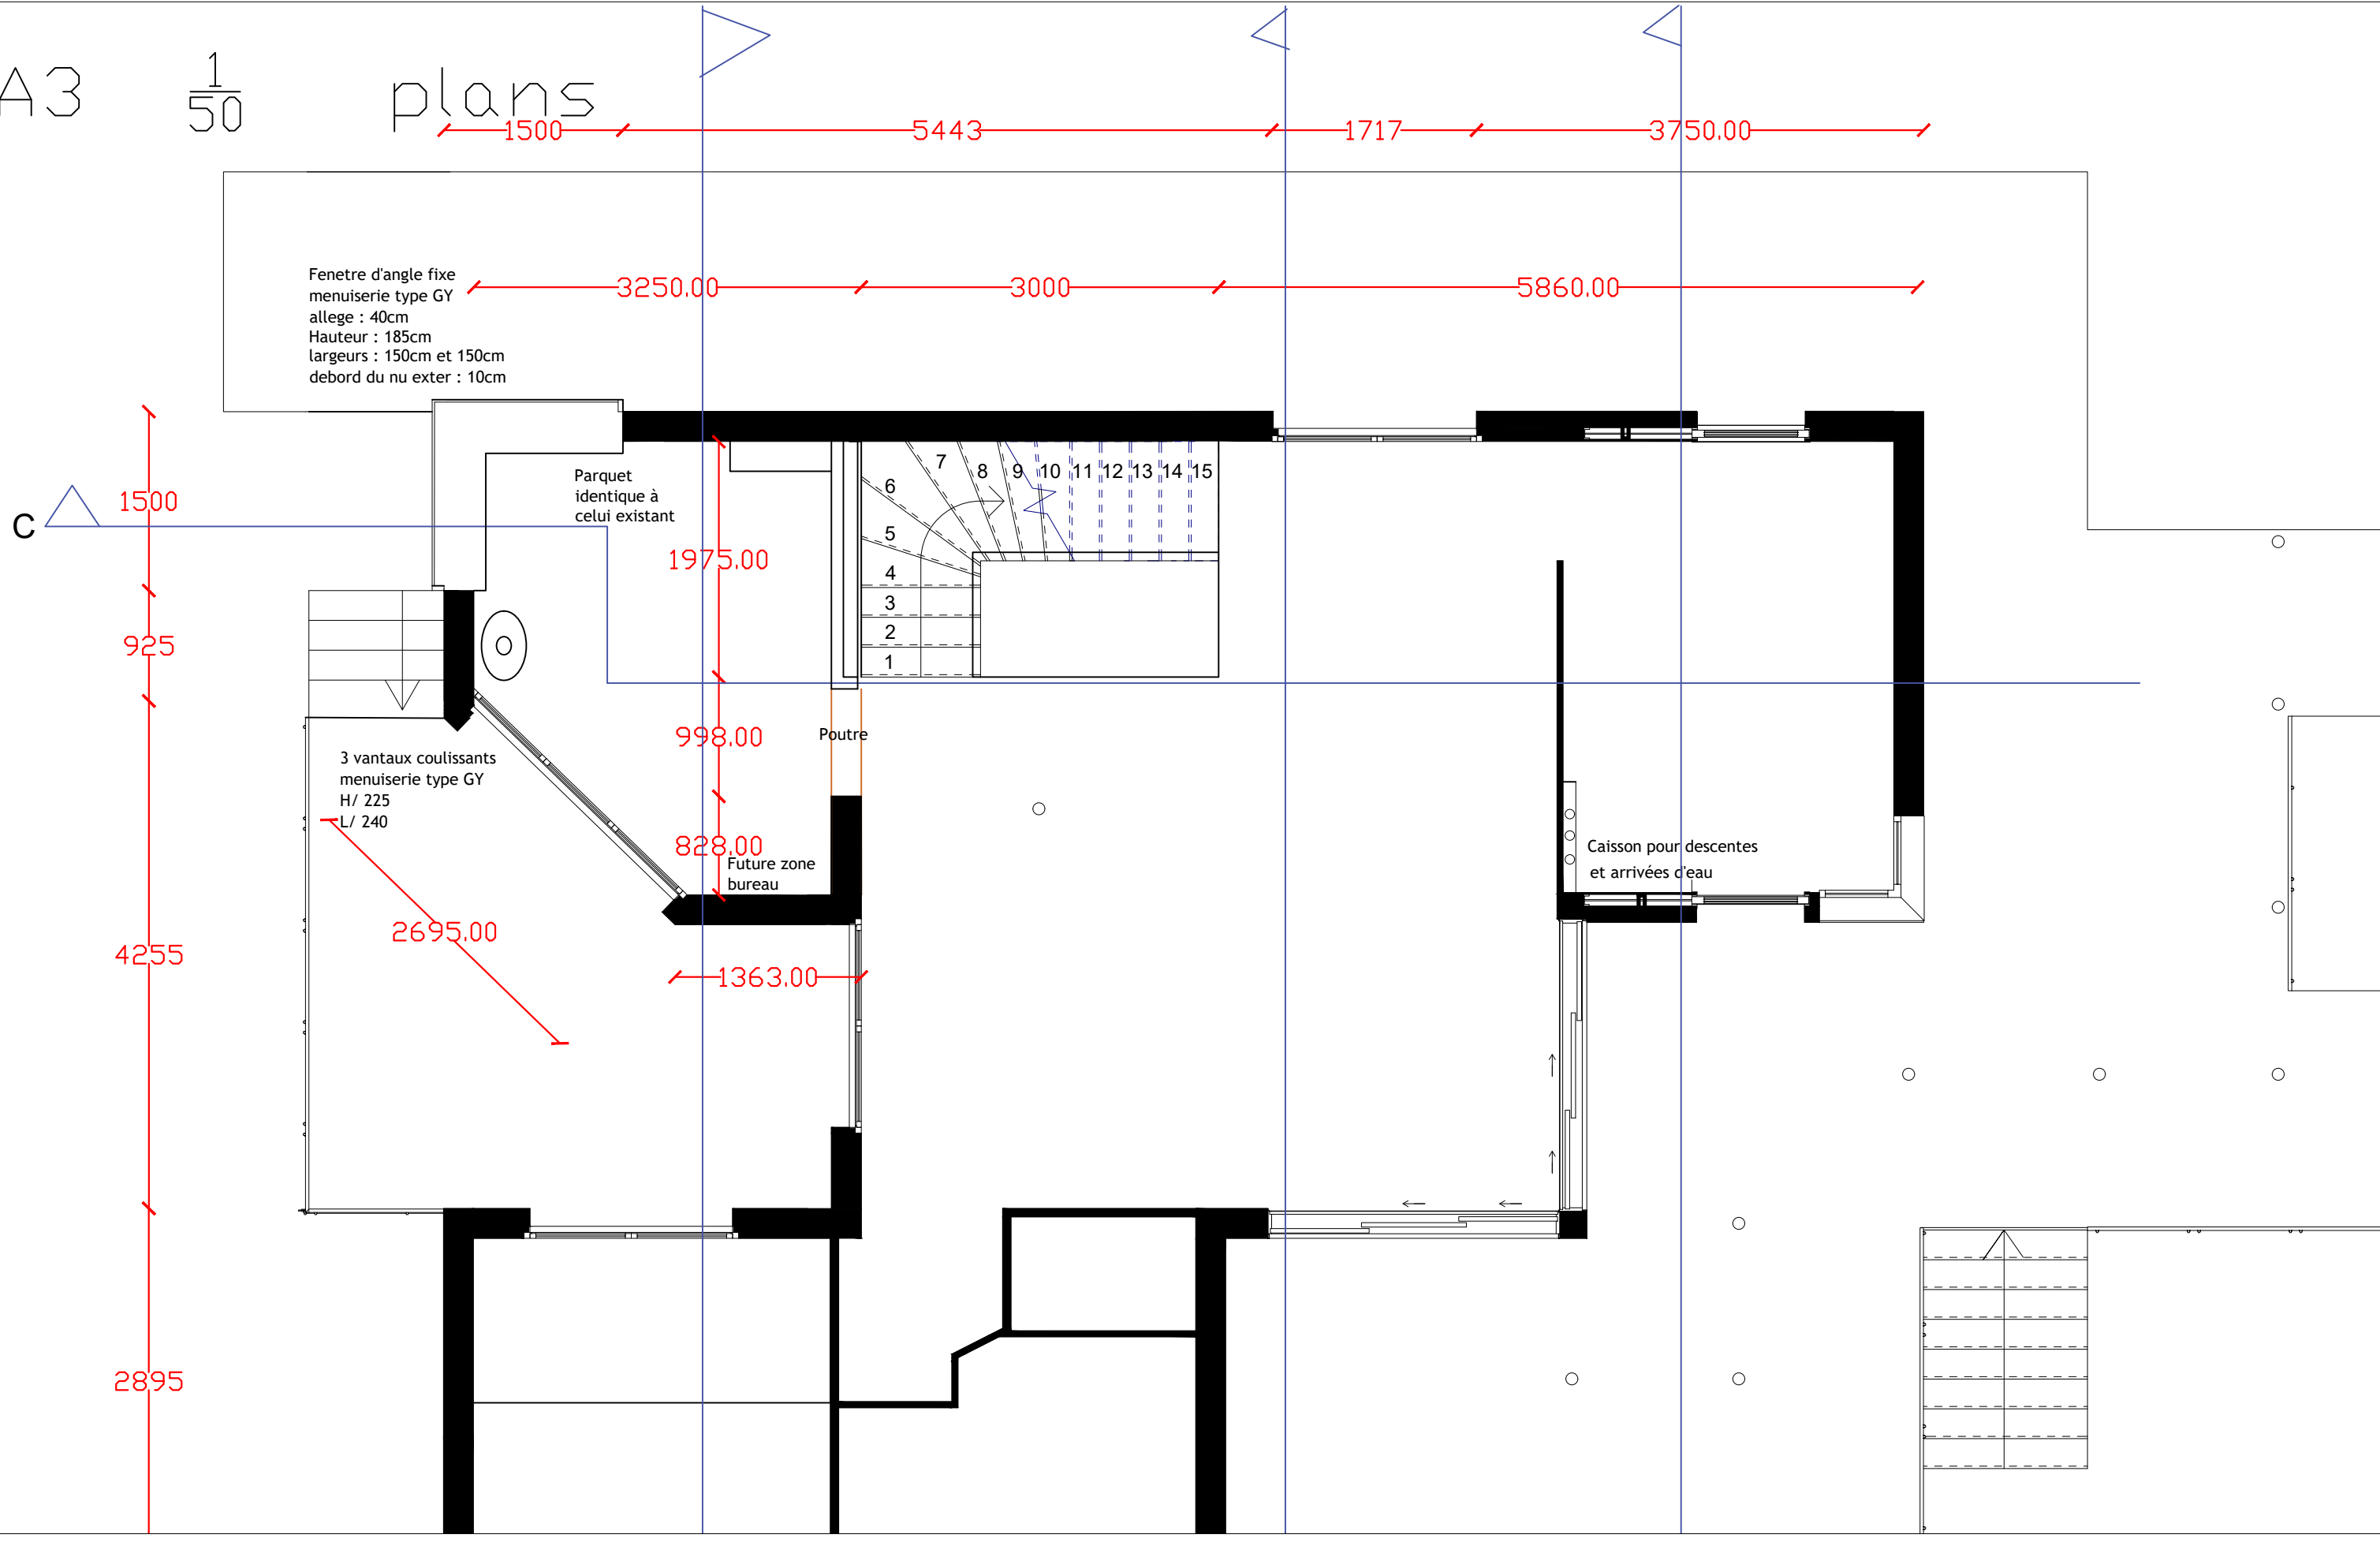 A3
1
50
plans
1500
5443
1717
3750.00
3250.00
3000
5860.00
Fenetre d'angle fixe
menuiserie type GY
allege : 40cm
Hauteur : 185cm
largeurs : 150cm et 150cm
debord du nu exter : 10cm
Parquet
identique à
celui existant
C
1500
925
4255
2895
1975.00
998.00
828.00
7
8
9
10
11
12
13
14
15
6
5
4
3
2
1
Poutre
3 vantaux coulissants
menuiserie type GY
H/ 225
L/ 240
Future zone
bureau
Caisson pour descentes
et arrivées d'eau
2695.00
1363.00